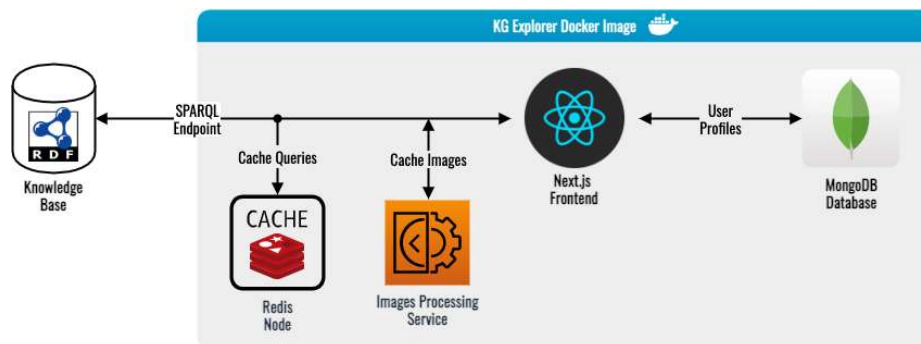 KG Explorer Docker Image
SPARQL
Endpoint
User
Profiles
RDF
Cache Queries
Cache Images
Knowledge
Base
Next.js
Frontend
MongoDB
Database
CACHE
Redis
Node
Images Processing
Service